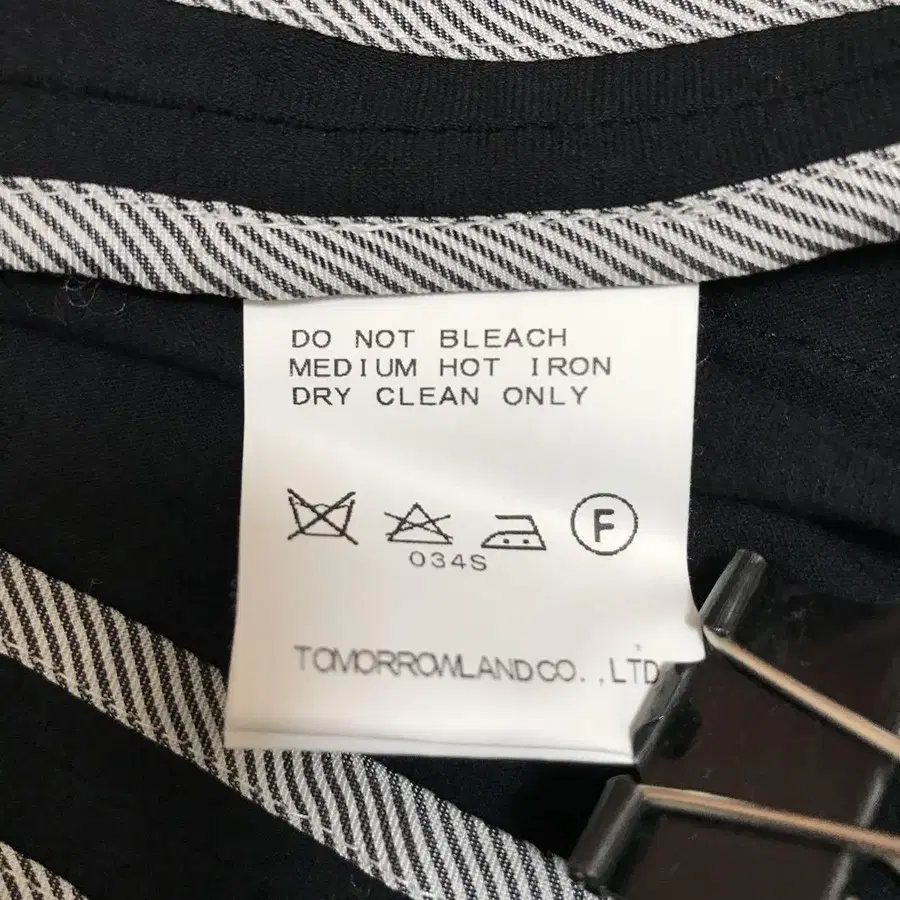 DO NOT BLEACH
MEDIUM HOT IRON
DRY CLEAN ONLY
F
034S
TOMORROWLAND CO.,LTD